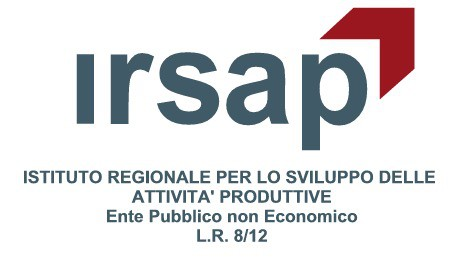 irsap
ISTITUTO REGIONALE PER LO SVILUPPO DELLE
ATTIVITA' PRODUTTIVE
Ente Pubblico non Economico
L.R. 8/12